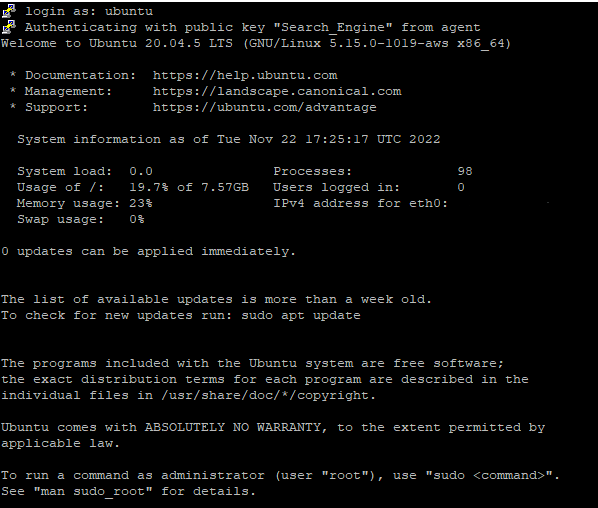 login as: ubuntu
Authenticating with public key "Search_Engine" from agent
Welcome to Ubuntu 20.04.5 LTS (GNU/Linux 5.15.0-1019-aws x86_64)
* Documentation:  https://help.ubuntu.com
* Management:     https://landscape.canonical.com
* Support:        https://ubuntu.com/advantage
System information as of Tue Nov 22 17:25:17 UTC 2022
System load:  0.0               Processes:             98
Usage of /:   19.7% of 7.57GB   Users logged in:       0
Memory usage: 23%               IPv4 address for eth0:
Swap usage:   0%
0 updates can be applied immediately.
The list of available updates is more than a week old.
To check for new updates run: sudo apt update
The programs included with the Ubuntu system are free software;
the exact distribution terms for each program are described in the
individual files in /usr/share/doc/*/copyright.
Ubuntu comes with ABSOLUTELY NO WARRANTY, to the extent permitted by
applicable law.
To run a command as administrator (user "root"), use "sudo <command>".
See "man sudo_root" for details.